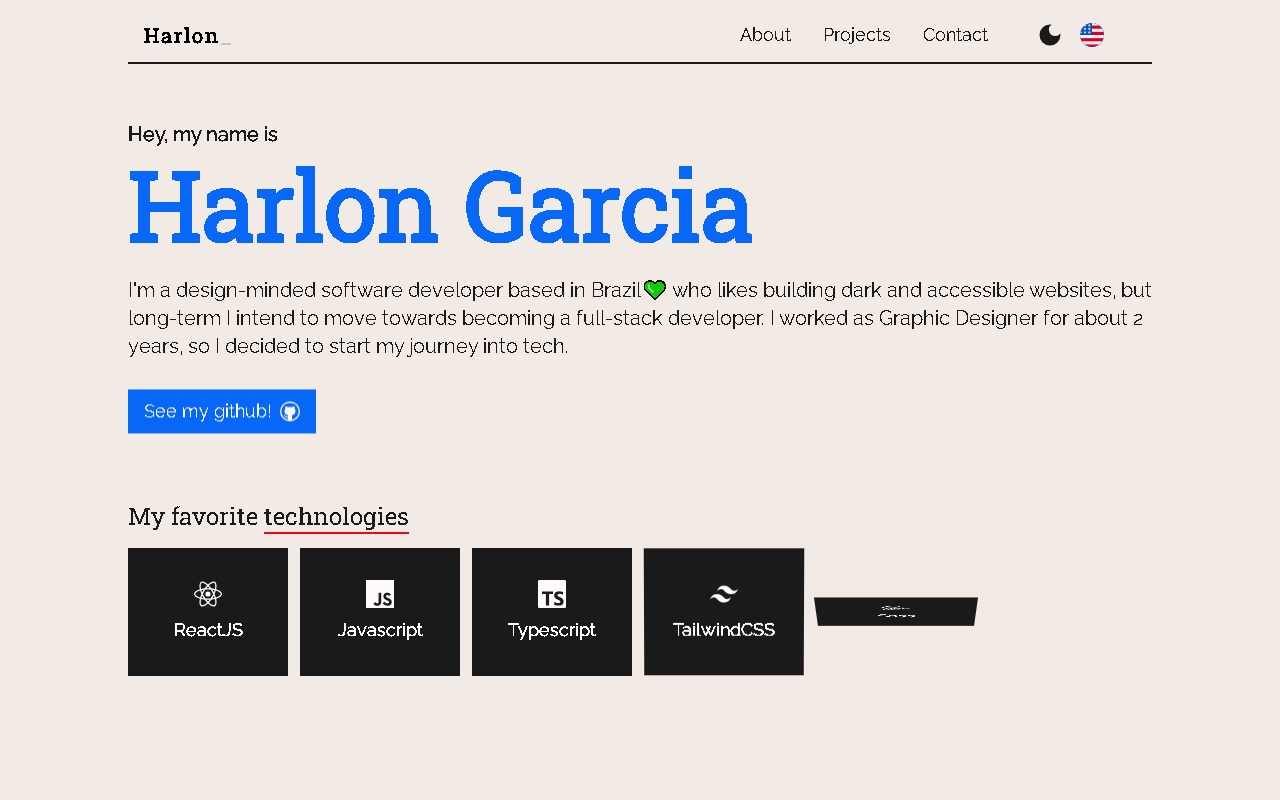 Harlon_
About Projects Contact
Hey, my name is
Harlon Garcia
I'm a design-minded software developer based in Brazil💚 who likes building dark and accessible websites, but
long-term I intend to move towards becoming a full-stack developer. I worked as Graphic Designer for about 2
years, so I decided to start my journey into tech.
See my github!
My favorite technologies
JS TS
ReactJS Javascript Typescript TailwindCSS